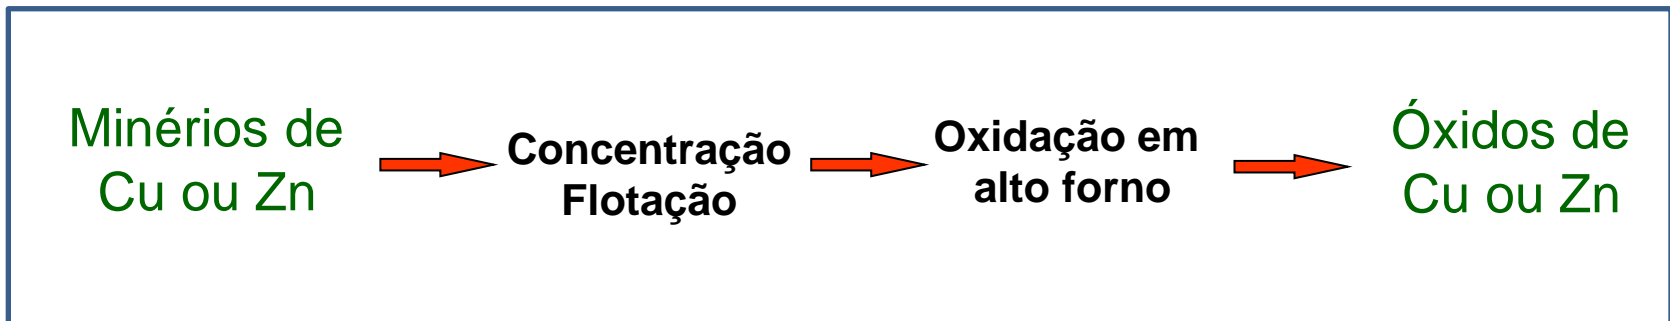 Minérios de
Cu ou Zn
Concentração
Flotação
Oxidação em
alto forno
Óxidos de
Cu ou Zn